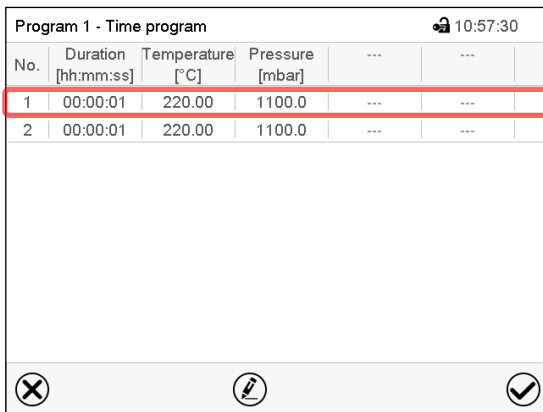 Program 1 - Time program 10:57:30
No. Duration [hh:mm:ss] Temperature [°C] Pressure [mbar] --- ---
1 00:00:01 220.00 1100.0 --- ---
2 00:00:01 220.00 1100.0 --- ---